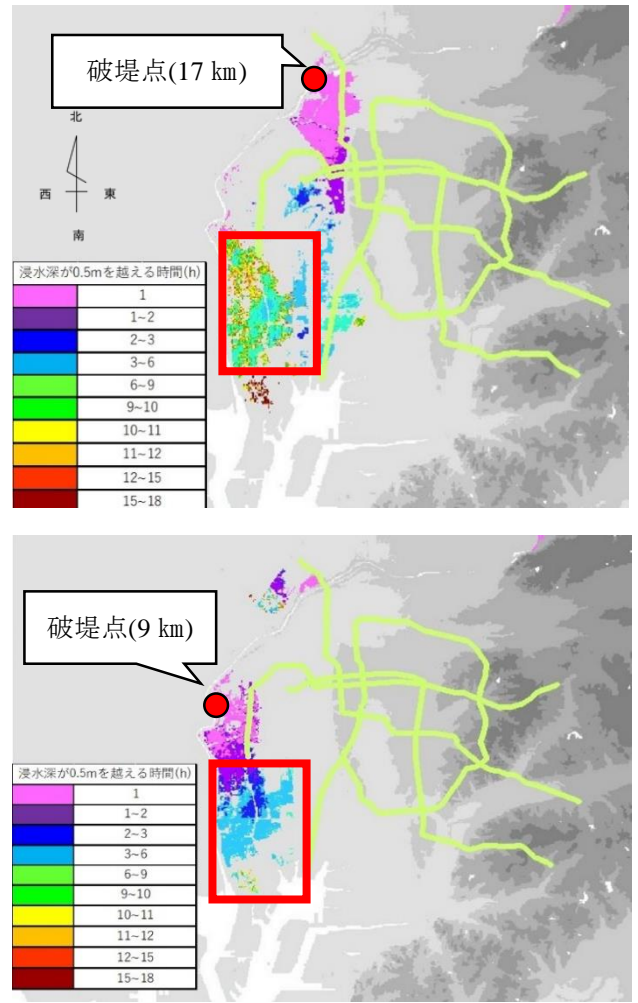 破堤点(17 ㎞)
北
西 東
南
浸水深が0.5mを越える時間(h)
1
1~2
2~3
3~6
6~9
9~10
10~11
11~12
12~15
15~18
破堤点(9 ㎞)
浸水深が0.5mを越える時間(h)
1
1~2
2~3
3~6
6~9
9~10
10~11
11~12
12~15
15~18